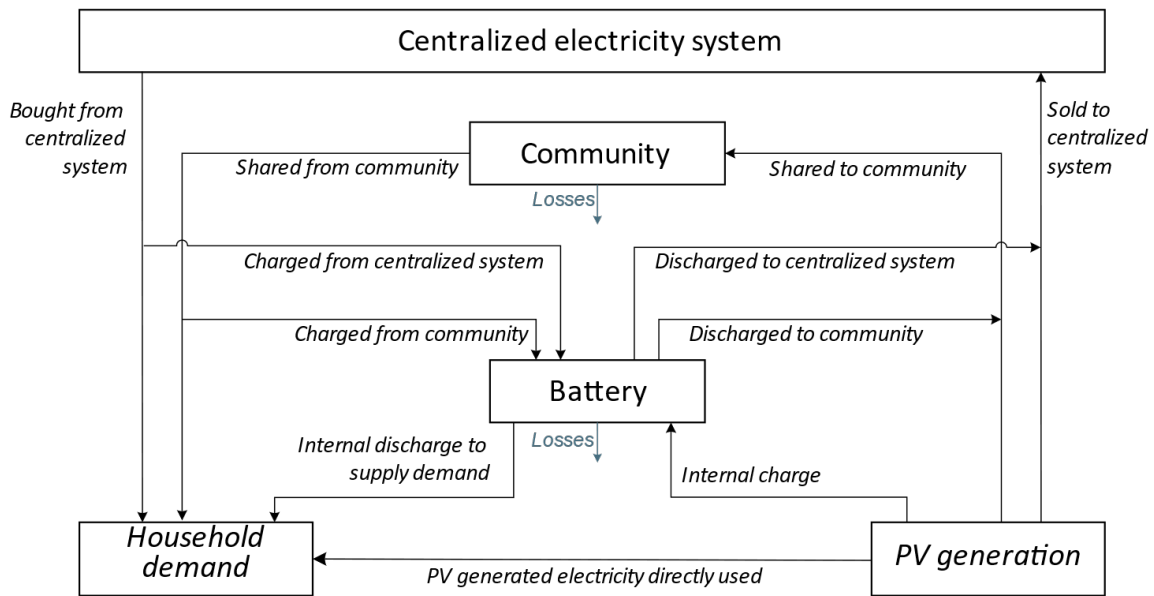 Centralized electricity system
Bought from
centralized
system
Sold to
centralized
system
Community
Shared from community
Shared to community
Losses
Charged from centralized system
Discharged to centralized system
Charged from community
Discharged to community
Battery
Internal discharge to
supply demand
Losses
Internal charge
Household
demand
PV generation
PV generated electricity directly used